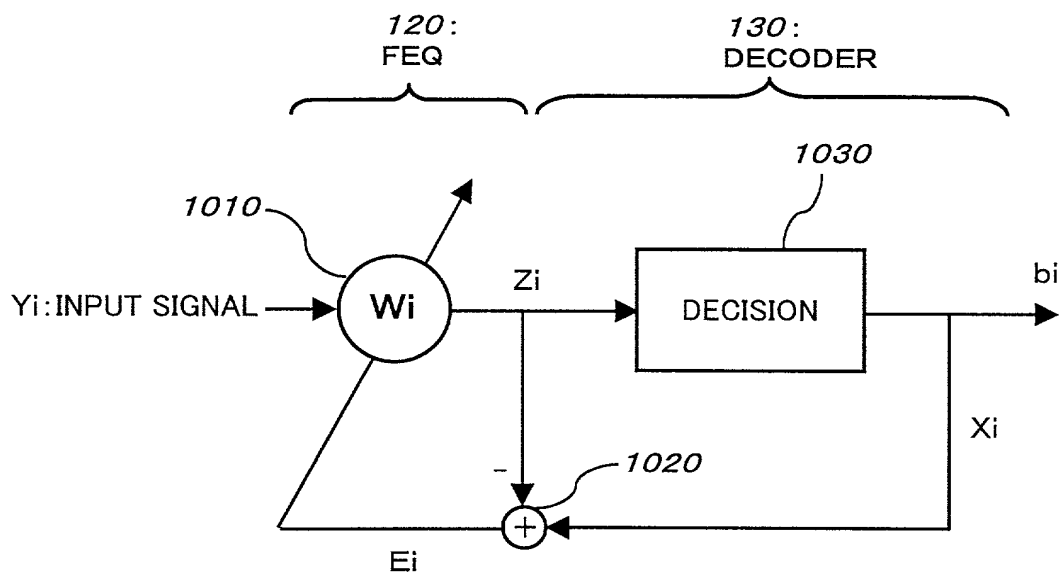 120:
FEQ
130:
DECODER
1030
1010
Yi:INPUT SIGNAL
Wi
Zi
DECISION
bi
Xi
-
1020
+
Ei